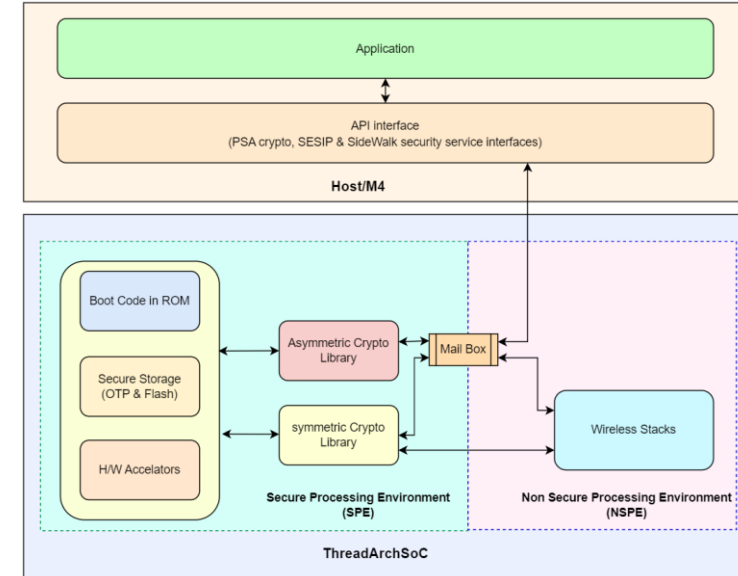 Application
API interface
(PSA crypto, SESIP & SideWalk security service interfaces)
Host/M4
Boot Code in ROM
Secure Storage
(OTP & Flash)
H/W Accelators
Asymmetric Crypto
Library
symmetric Crypto
Library
Mail Box
Wireless Stacks
Secure Processing Environment
(SPE)
Non Secure Processing Environment
(NSPE)
ThreadArchSoC